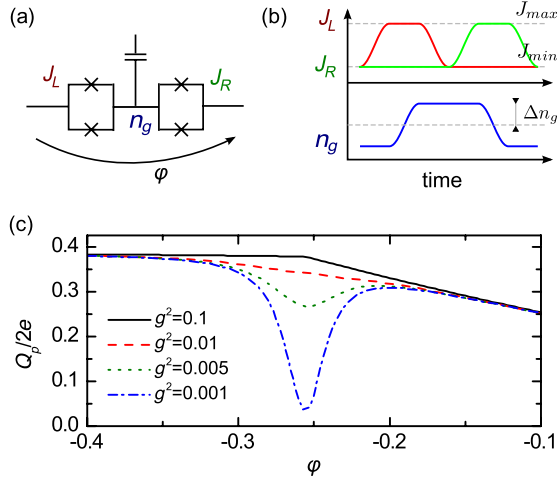 (a)
J_L
J_R
n_g
φ
(b)
J_L
J_max
J_R
J_min
n_g
Δn_g
time
(c)
Q_p/2e
0.4
0.3
0.1
0.0
g²=0.1
g²=0.01
g²=0.005
g²=0.001
-0.4
-0.3
-0.2
-0.1
φ